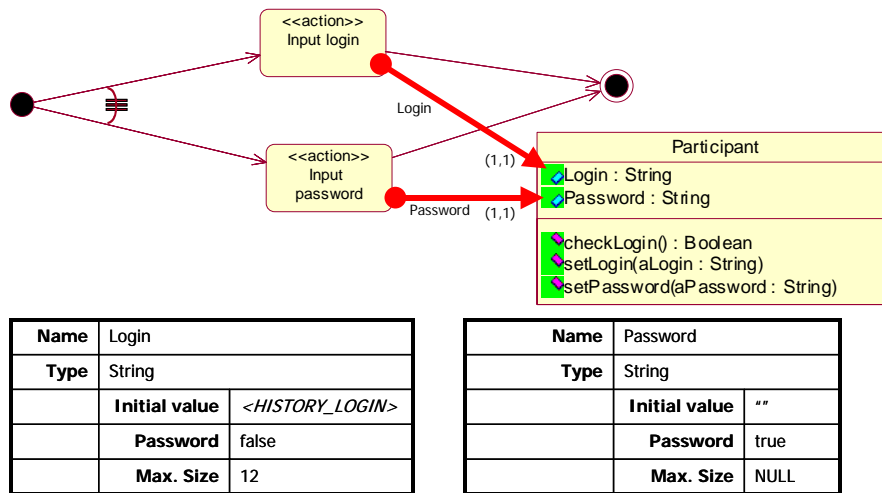 <<action>>
Input login
Login
(1,1)
<<action>>
Input
password
Password (1,1)
Participant
Login : String
Password : String
checkLogin() : Boolean
setLogin(aLogin : String)
setPassword(aPassword : String)
Name Login
Type String
Initial value <HISTORY_LOGIN>
Password false
Max. Size 12
Name Password
Type String
Initial value “”
Password true
Max. Size NULL